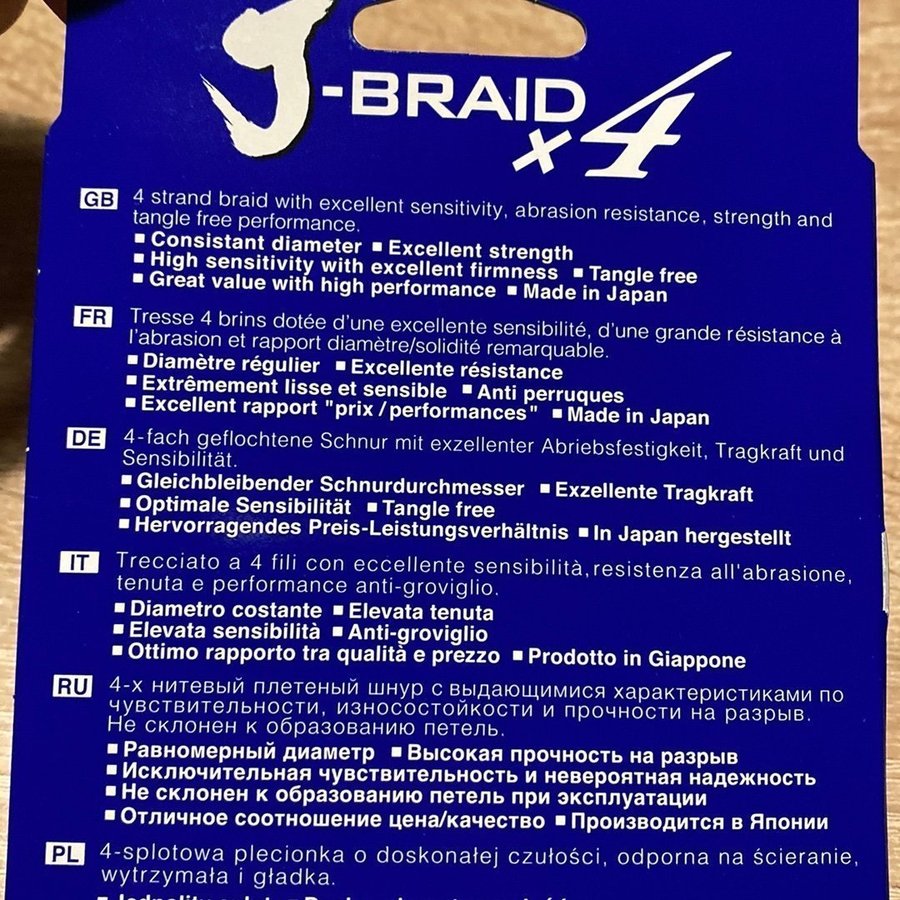 J-BRAID
x4
GB 4 strand braid with excellent sensitivity, abrasion resistance, strength and
tangle free performance.
■ Consistant diameter ■ Excellent strength
■ High sensitivity with excellent firmness ■ Tangle free
■ Great value with high performance ■ Made in Japan
FR Tresse 4 brins dotée d'une excellente sensibilité, d'une grande résistance à
l'abrasion et rapport diamètre/solidité remarquable.
■ Diamètre régulier ■ Excellente résistance
■ Extrêmement lisse et sensible ■ Anti perruques
■ Excellent rapport "prix / performances" ■ Made in Japan
DE 4-fach geflochtene Schnur mit exzellenter Abriebsfestigkeit, Tragkraft und
Sensibilität.
■ Gleichbleibender Schnurdurchmesser ■ Exzellente Tragkraft
■ Optimale Sensibilität ■ Tangle free
■ Hervorragendes Preis-Leistungsverhältnis ■ In Japan hergestellt
IT Trecciato a 4 fili con eccellente sensibilità, resistenza all'abrasione,
tenuta e performance anti-groviglio.
■ Diametro costante ■ Elevata tenuta
■ Elevata sensibilità ■ Anti-groviglio
■ Ottimo rapporto tra qualità e prezzo ■ Prodotto in Giappone
RU 4-х нитевый плетеный шнур с выдающимися характеристиками по
чувствительности, износостойкости и прочности на разрыв.
Не склонен к образованию петель.
■ Равномерный диаметр ■ Высокая прочность на разрыв
■ Исключительная чувствительность и невероятная надежность
■ Не склонен к образованию петель при эксплуатации
■ Отличное соотношение цена/качество ■ Производится в Японии
PL 4-splotowa plecionka o doskonałej czułości, odporna na ścieranie,
wytrzymała i gładka.